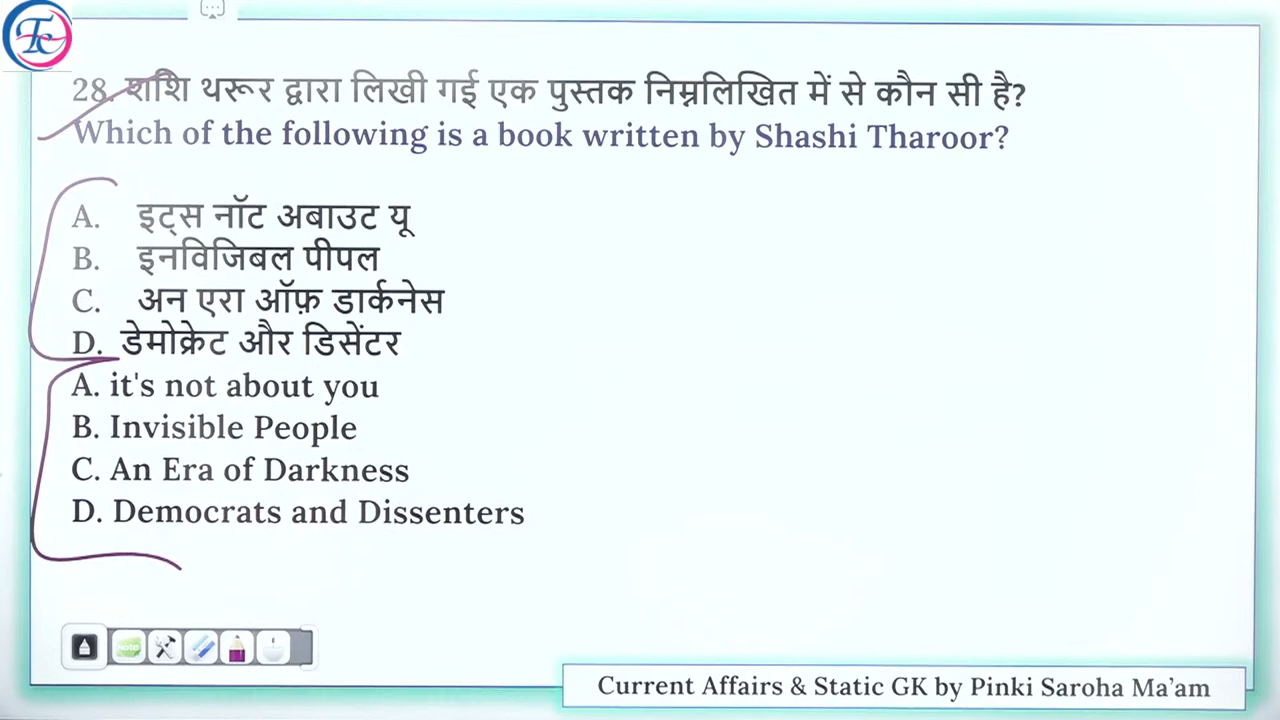 28. शशि थरूर द्वारा लिखी गई एक पुस्तक निम्नलिखित में से कौन सी है?
Which of the following is a book written by Shashi Tharoor?
A. इट्स नॉट अबाउट यू
B. इनविजिबल पीपल
C. अन एरा ऑफ़ डार्कनेस
D. डेमोक्रेट और डिसेंटर
A. it's not about you
B. Invisible People
C. An Era of Darkness
D. Democrats and Dissenters
Note
Current Affairs & Static GK by Pinki Saroha Ma'am